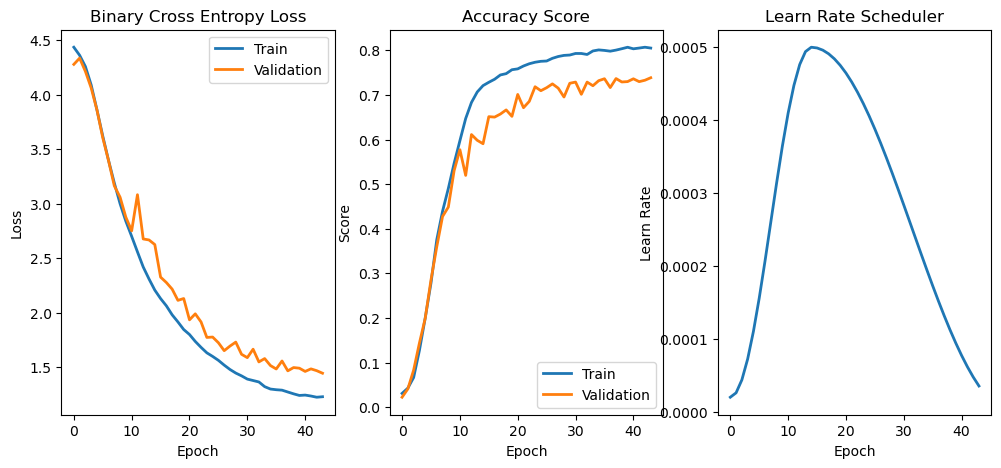 Binary Cross Entropy Loss
4.5
4.0
3.5
3.0
2.5
2.0
1.5
Loss
0
10
20
30
40
Epoch
Train
Validation
Accuracy Score
0.8
0.7
0.6
0.5
0.4
0.3
0.2
0.1
0.0
Score
0
10
20
30
40
Epoch
Train
Validation
Learn Rate Scheduler
0.0005
0.0004
0.0003
0.0002
0.0001
0.0000
Learn Rate
0
10
20
30
40
Epoch